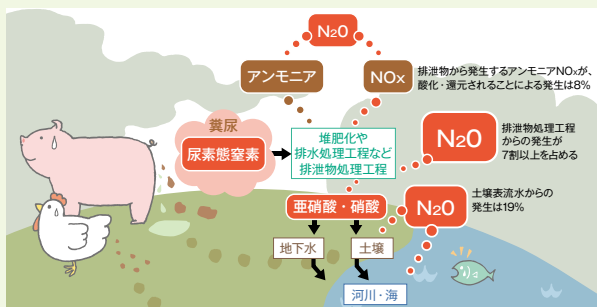 N2O
アンモニア
NOx
排泄物から発生するアンモニアNOxが、
酸化・還元されることによる発生は8%
糞尿
尿素態窒素
堆肥化や
排水処理工程など
排泄物処理工程
N2O
排泄物処理工程
からの発生が
7割以上を占める
亜硝酸・硝酸
N2O
土壌表流水からの
発生は19%
地下水
土壌
河川・海